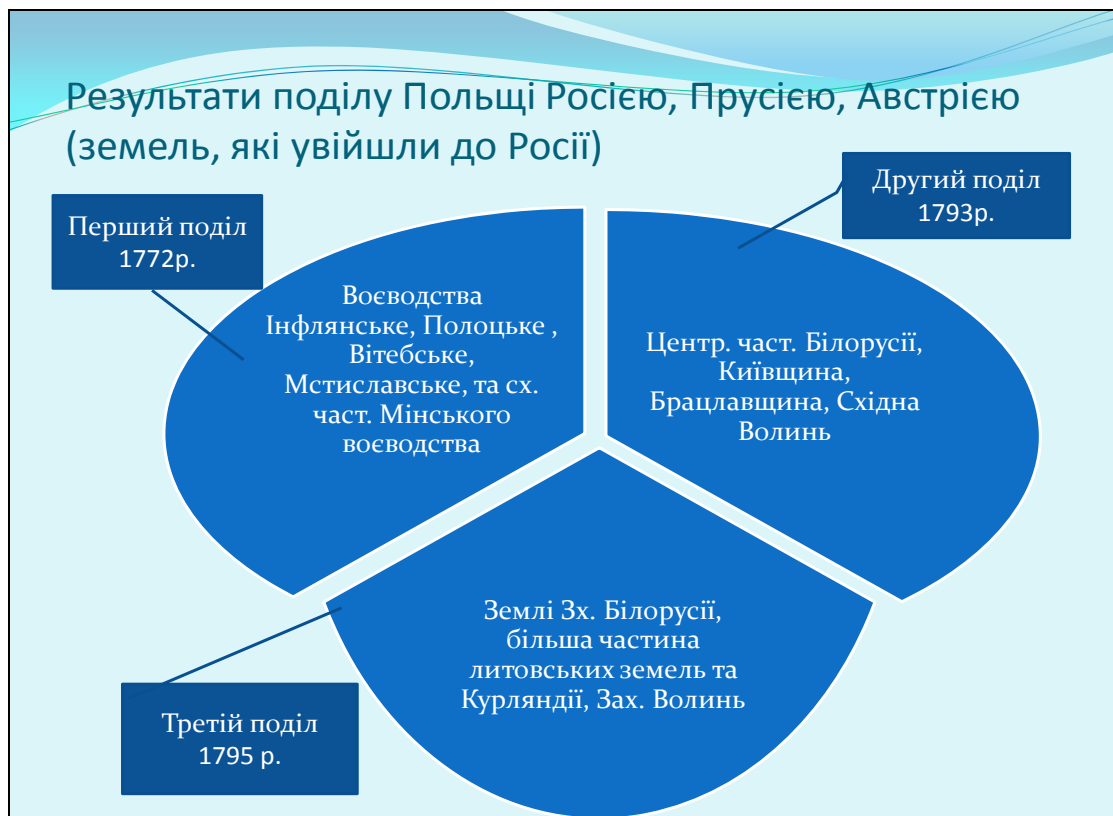 Результати поділу Польщі Росією, Прусією, Австрією
(земель, які увійшли до Росії)
Перший поділ
1772р.
Воєводства
Інфлянське, Полоцьке ,
Вітебське,
Мстиславське, та сх.
част. Мінського
воєводства
Другий поділ
1793р.
Центр. част. Білорусії,
Київщина,
Брацлавщина, Східна
Волинь
Третій поділ
1795 р.
Землі Зх. Білорусії,
більша частина
литовських земель та
Курляндії, Зах. Волинь